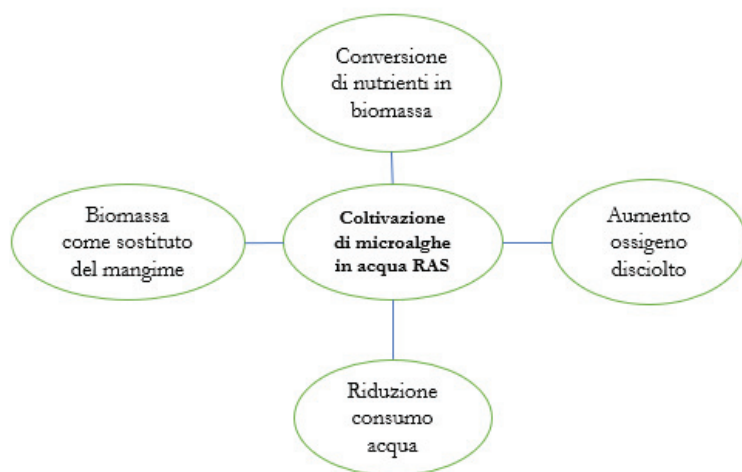 Conversione
di nutrienti in
biomassa
Biomassa
come sostituto
del mangime
Coltivazione
di microalghe
in acqua RAS
Aumento
ossigeno
disciolto
Riduzione
consumo
acqua